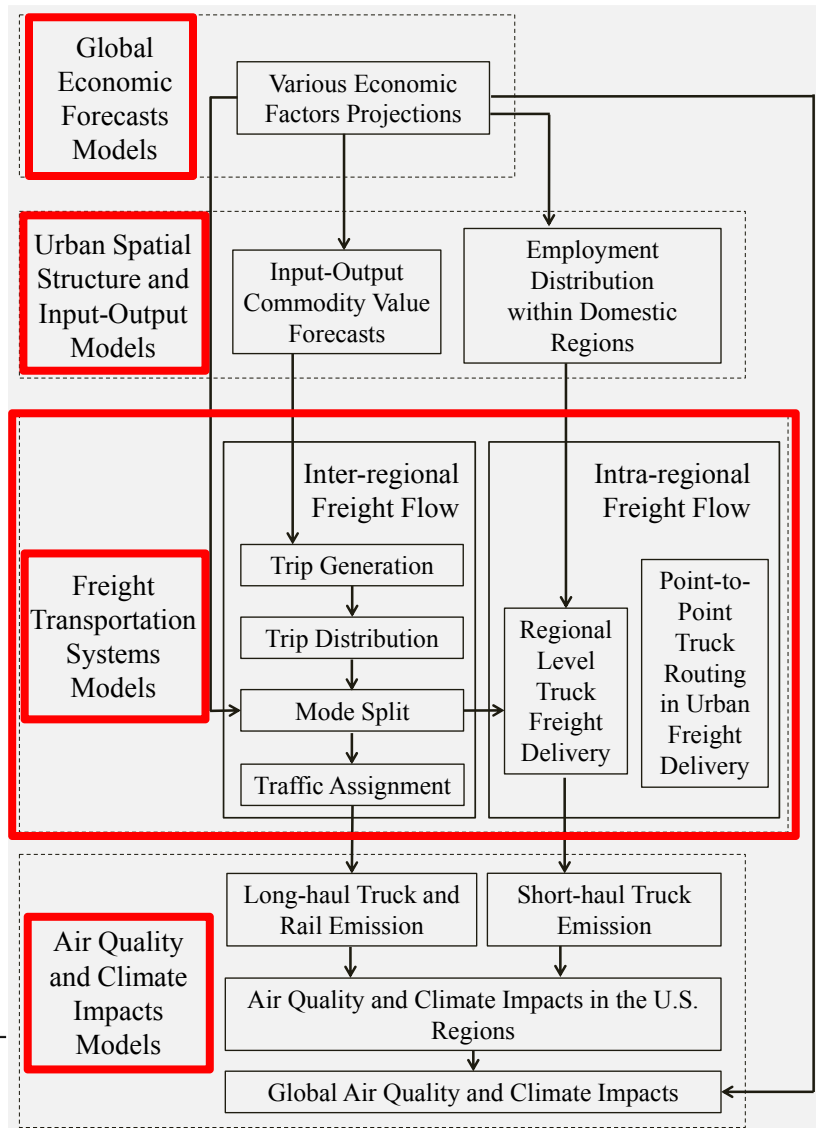 Global
Economic
Forecasts
Models
Various Economic
Factors Projections
Urban Spatial
Structure and
Input-Output
Models
Input-Output
Commodity Value
Forecasts
Employment
Distribution
within Domestic
Regions
Freight
Transportation
Systems
Models
Inter-regional
Freight Flow
Trip Generation
Trip Distribution
Mode Split
Traffic Assignment
Intra-regional
Freight Flow
Regional
Level
Truck
Freight
Delivery
Point-to-
Point
Truck
Routing
in Urban
Freight
Delivery
Air Quality
and Climate
Impacts
Models
Long-haul Truck and
Rail Emission
Short-haul Truck
Emission
Air Quality and Climate Impacts in the U.S.
Regions
Global Air Quality and Climate Impacts